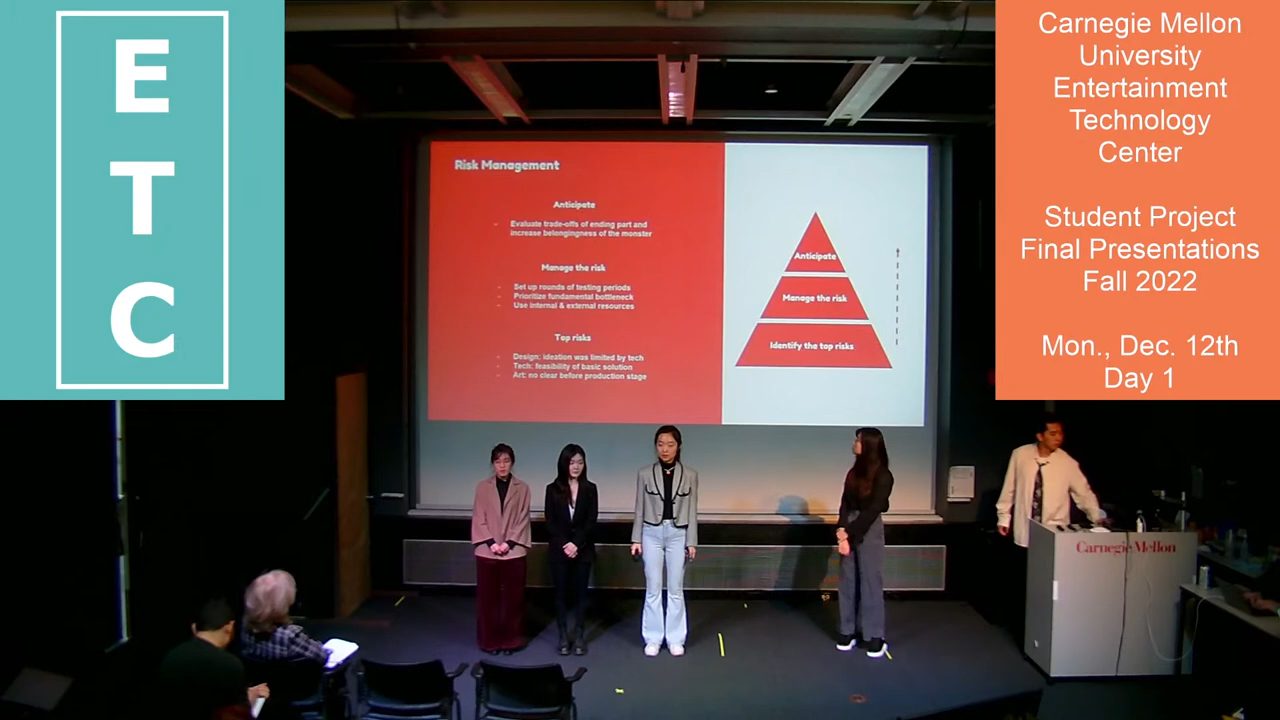 E
T
C
Carnegie Mellon
University
Entertainment
Technology
Center
Student Project
Final Presentations
Fall 2022
Mon., Dec. 12th
Day 1
Risk Management
Anticipate
- Evaluate trade-offs of ending part and
increase belongingness of the monster
Manage the risk
- Set up rounds of testing periods
- Prioritize fundamental bottleneck
- Use internal & external resources
Top risks
- Design: ideation was limited by tech
- Tech: feasibility of basic solution
- Art: no clear before production stage
Anticipate
Manage the risk
Identify the top risks
Carnegie Mellon